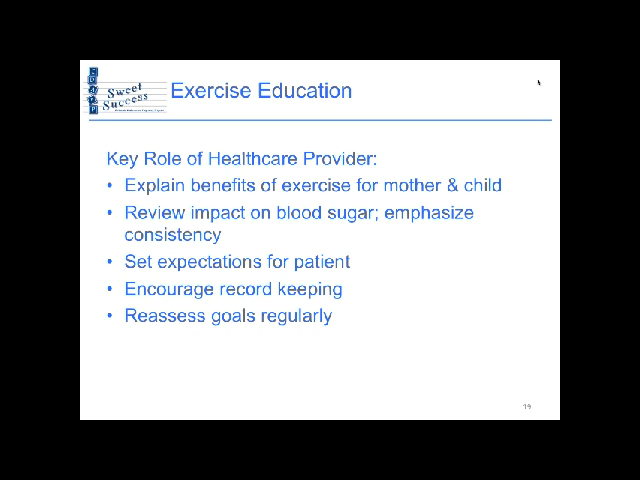 Sweet
Success
Exercise Education
Key Role of Healthcare Provider:
• Explain benefits of exercise for mother & child
• Review impact on blood sugar; emphasize
consistency
• Set expectations for patient
• Encourage record keeping
• Reassess goals regularly
19